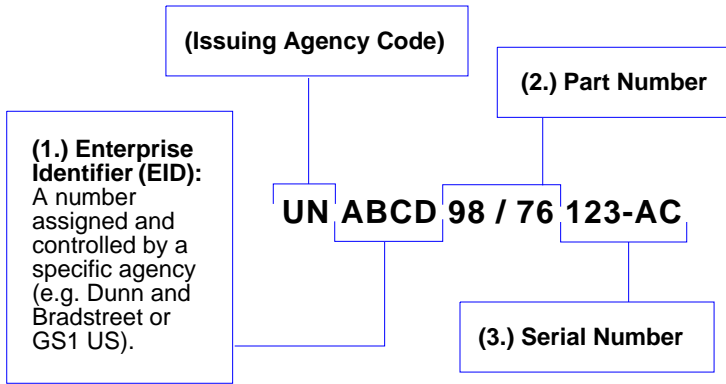 (Issuing Agency Code)
(2.) Part Number
(1.) Enterprise
Identifier (EID):
A number
assigned and
controlled by a
specific agency
(e.g. Dunn and
Bradstreet or
GS1 US).
UN ABCD 98 / 76 123-AC
(3.) Serial Number